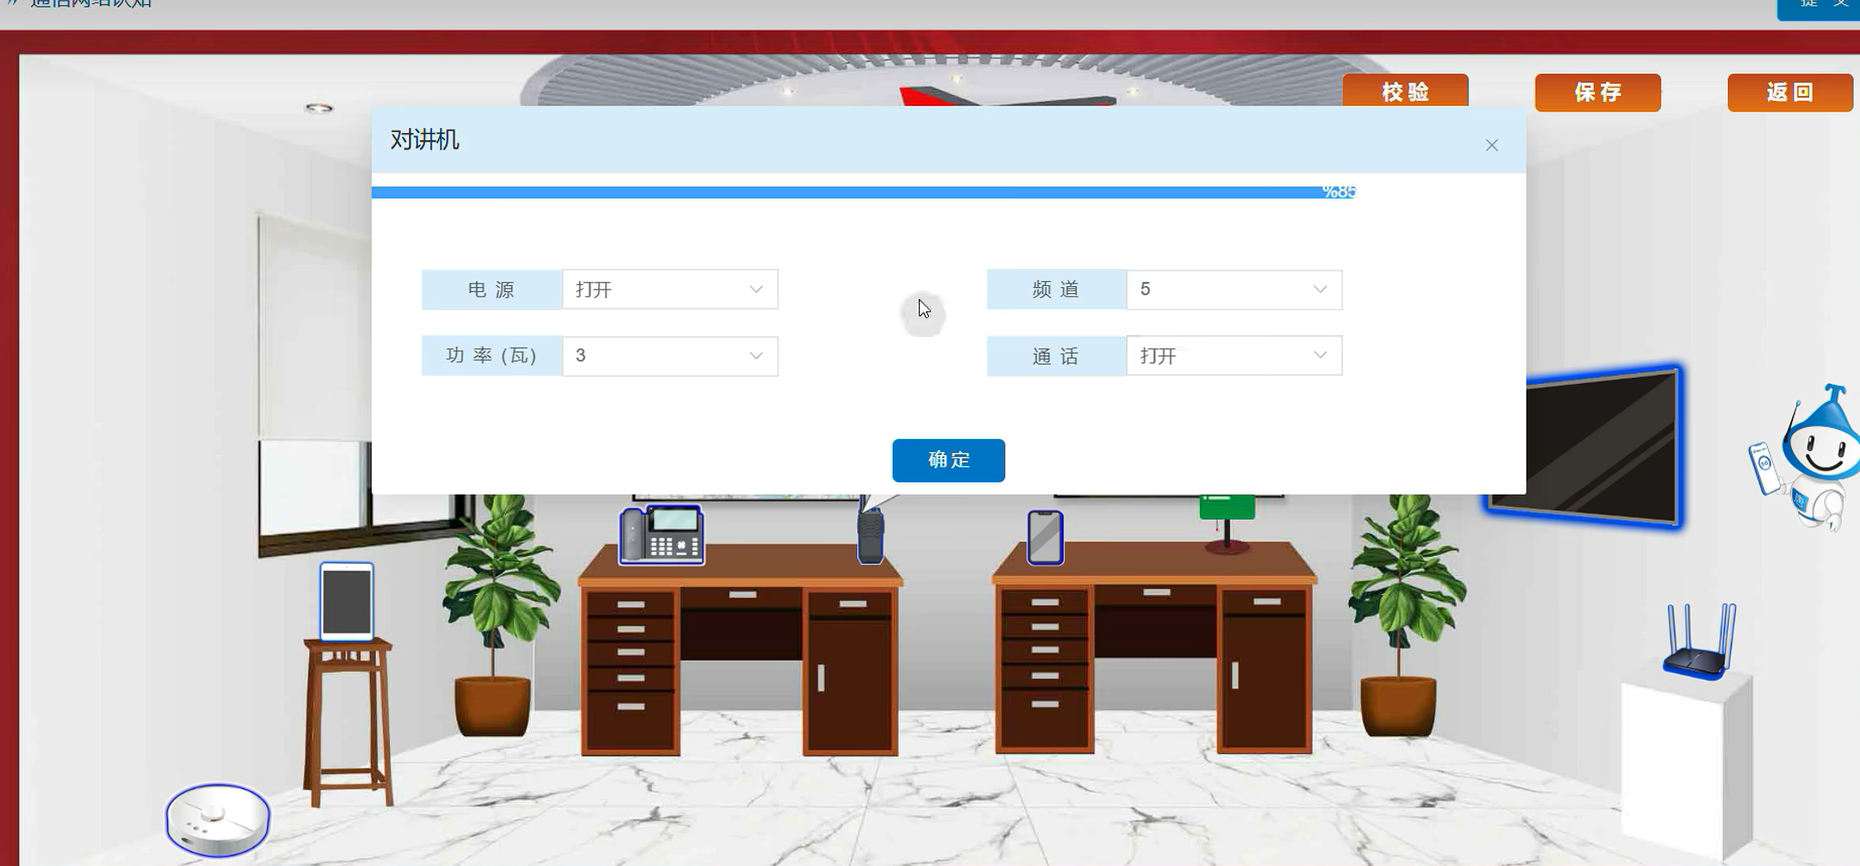 通信网络认知
提 交
校验
保存
返回
对讲机
%85
电 源
打开
频 道
5
功 率 (瓦)
3
通 话
打开
确定